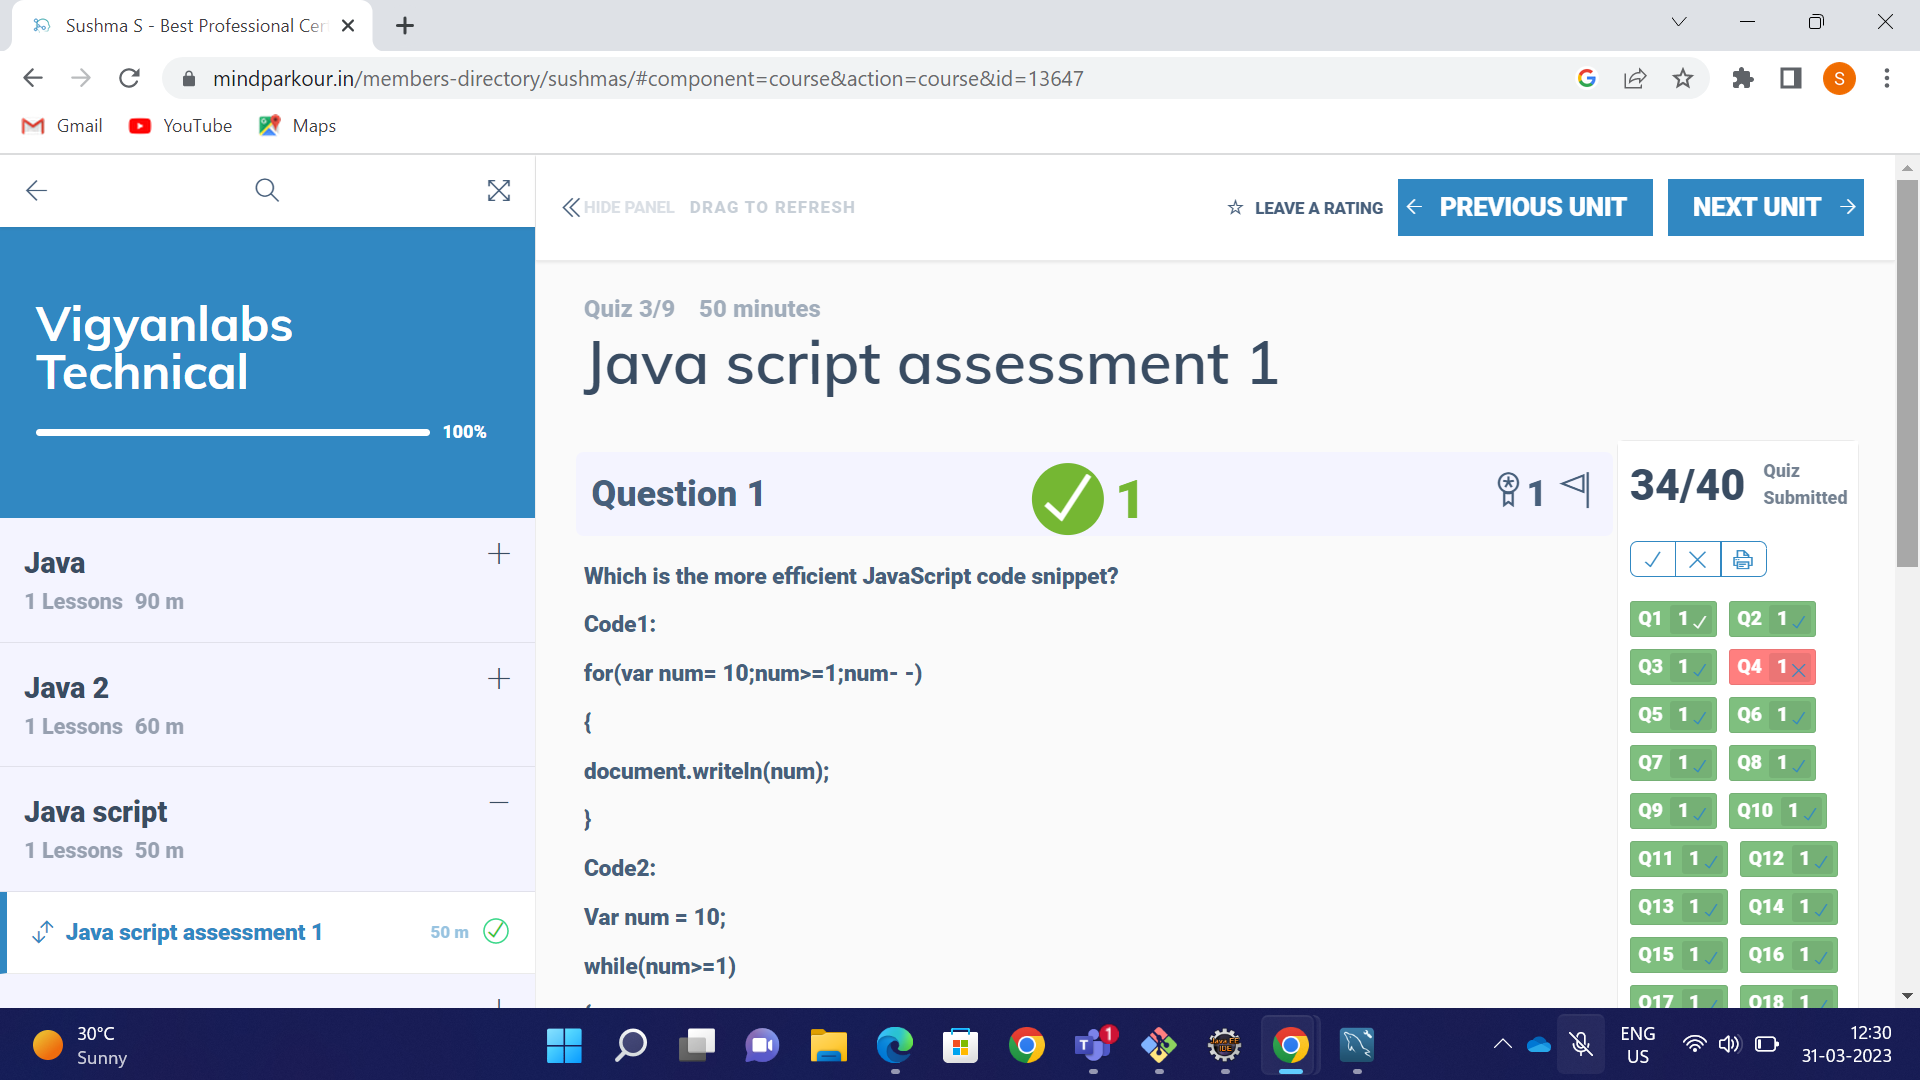 Sushma S - Best Professional Cer
mindparkour.in/members-directory/sushmas/#component=course&action=course&id=13647
S
Gmail
YouTube
Maps
HIDE PANEL
DRAG TO REFRESH
LEAVE A RATING
PREVIOUS UNIT
NEXT UNIT
Vigyanlabs
Technical
100%
Java
1 Lessons 90 m
Java 2
1 Lessons 60 m
Java script
1 Lessons 50 m
Java script assessment 1
50 m
Quiz 3/9 50 minutes
Java script assessment 1
Question 1
1
1
Which is the more efficient JavaScript code snippet?
Code1:
for(var num= 10;num>=1;num- -)
{
document.writeln(num);
}
Code2:
Var num = 10;
while(num>=1)
34/40
Quiz
Submitted
Q1 1
Q2 1
Q3 1
Q4 1
Q5 1
Q6 1
Q7 1
Q8 1
Q9 1
Q10 1
Q11 1
Q12 1
Q13 1
Q14 1
Q15 1
Q16 1
Q17 1
Q18 1
30°C
Sunny
1
ENG
US
12:30
31-03-2023